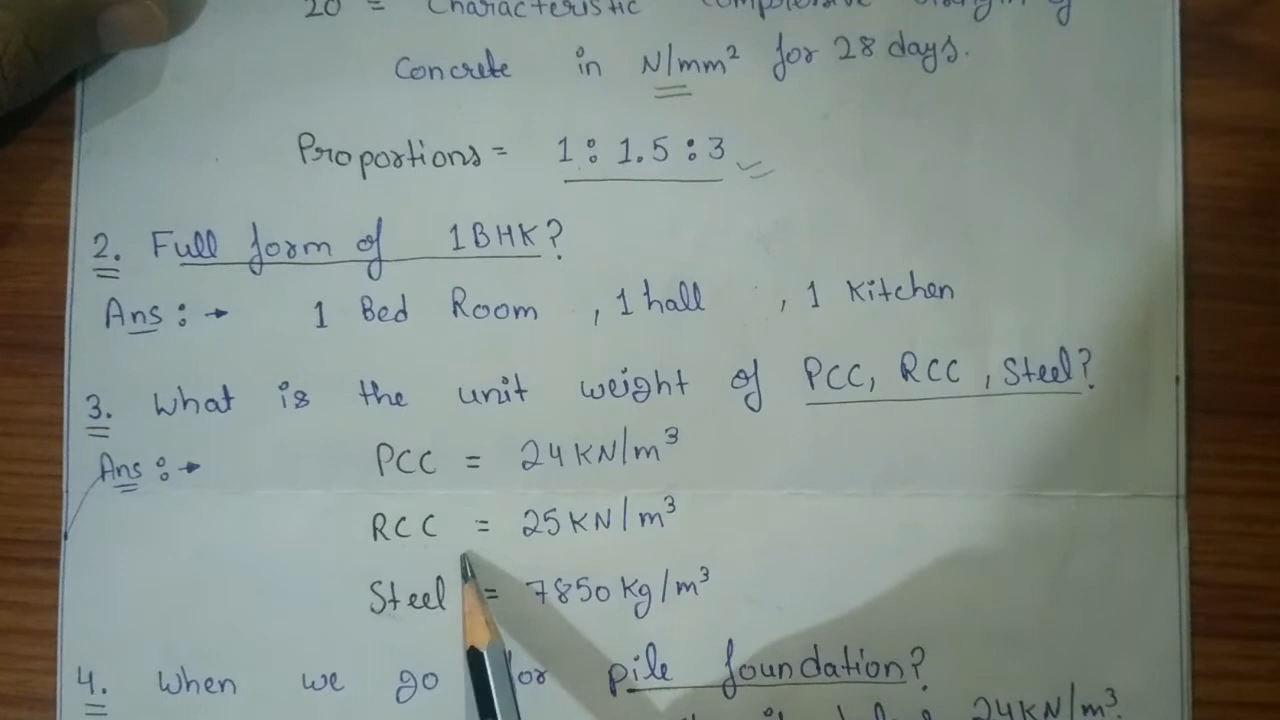 20 = Characteristic
Concrete in N/mm² for 28 days.
Proportions = 1 : 1.5 : 3
2. Full form of 1BHK?
Ans : → 1 Bed Room , 1 hall , 1 Kitchen
3. What is the unit weight of PCC, RCC , Steel?
Ans : → PCC = 24 KN/m³
RCC = 25 KN/m³
Steel = 7850 Kg/m³
4. When we go for pile foundation?
24 KN/m³.